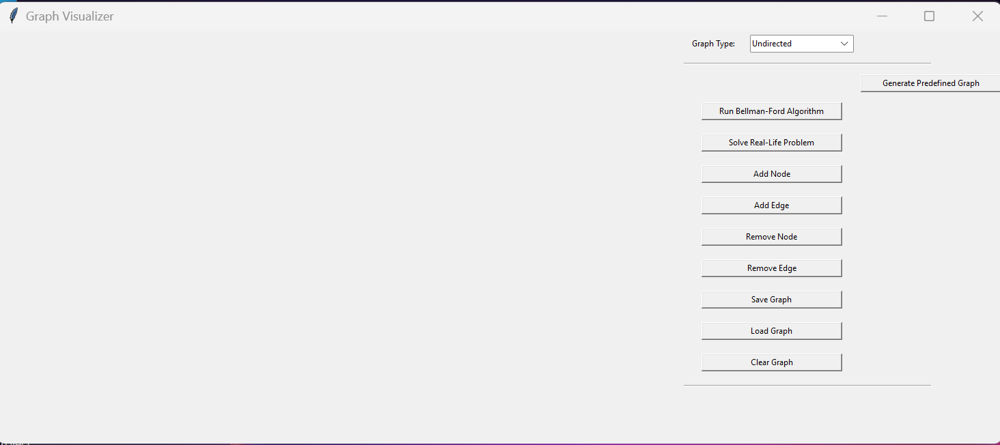 Graph Visualizer
Graph Type: Undirected
Generate Predefined Graph
Run Bellman-Ford Algorithm
Solve Real-Life Problem
Add Node
Add Edge
Remove Node
Remove Edge
Save Graph
Load Graph
Clear Graph